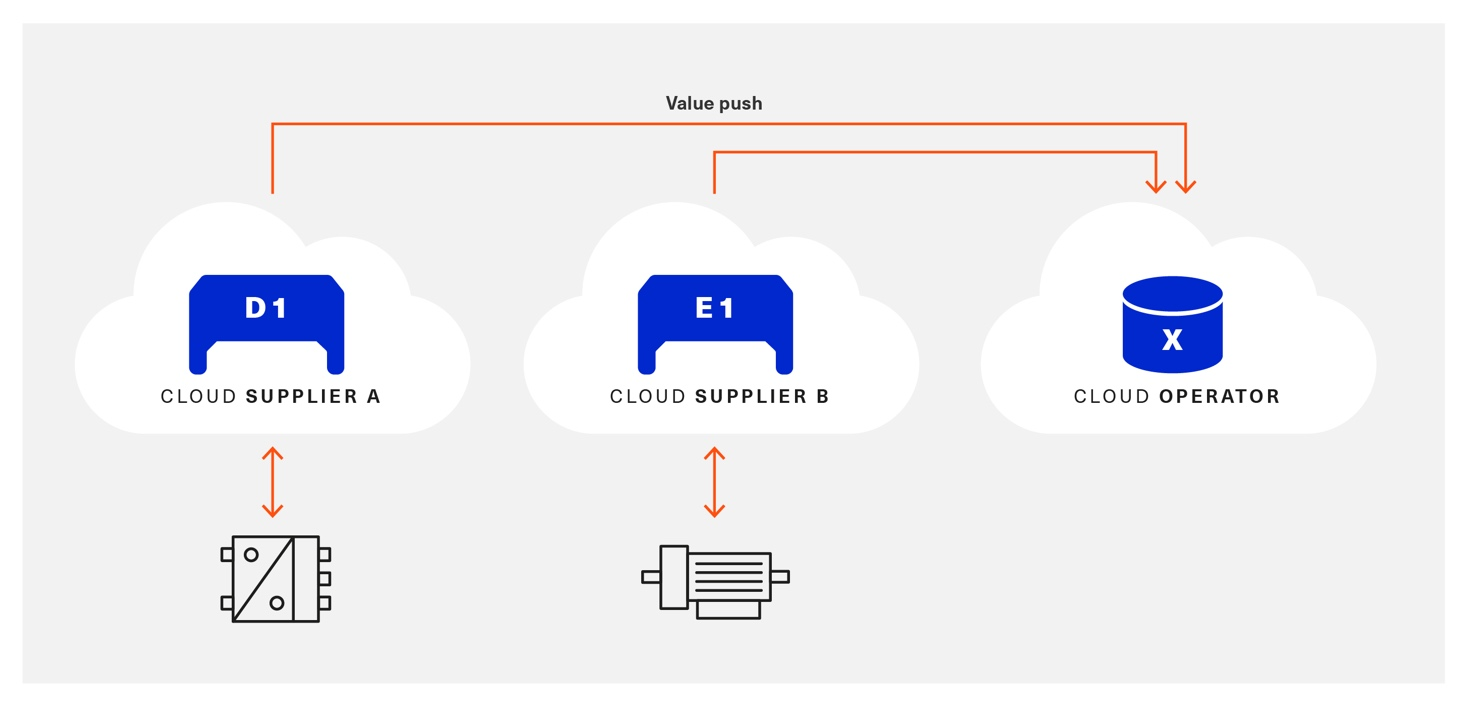 Value push
D1
E1
X
CLOUD SUPPLIER A
CLOUD SUPPLIER B
CLOUD OPERATOR